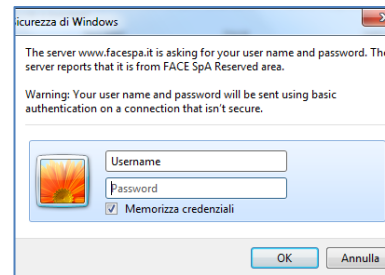 icurezza di Windows
The server www.facespa.it is asking for your user name and password. The
server reports that it is from FACE SpA Reserved area.
Warning: Your user name and password will be sent using basic
authentication on a connection that isn't secure.
Username
Password
Memorizza credenziali
OK
Annulla